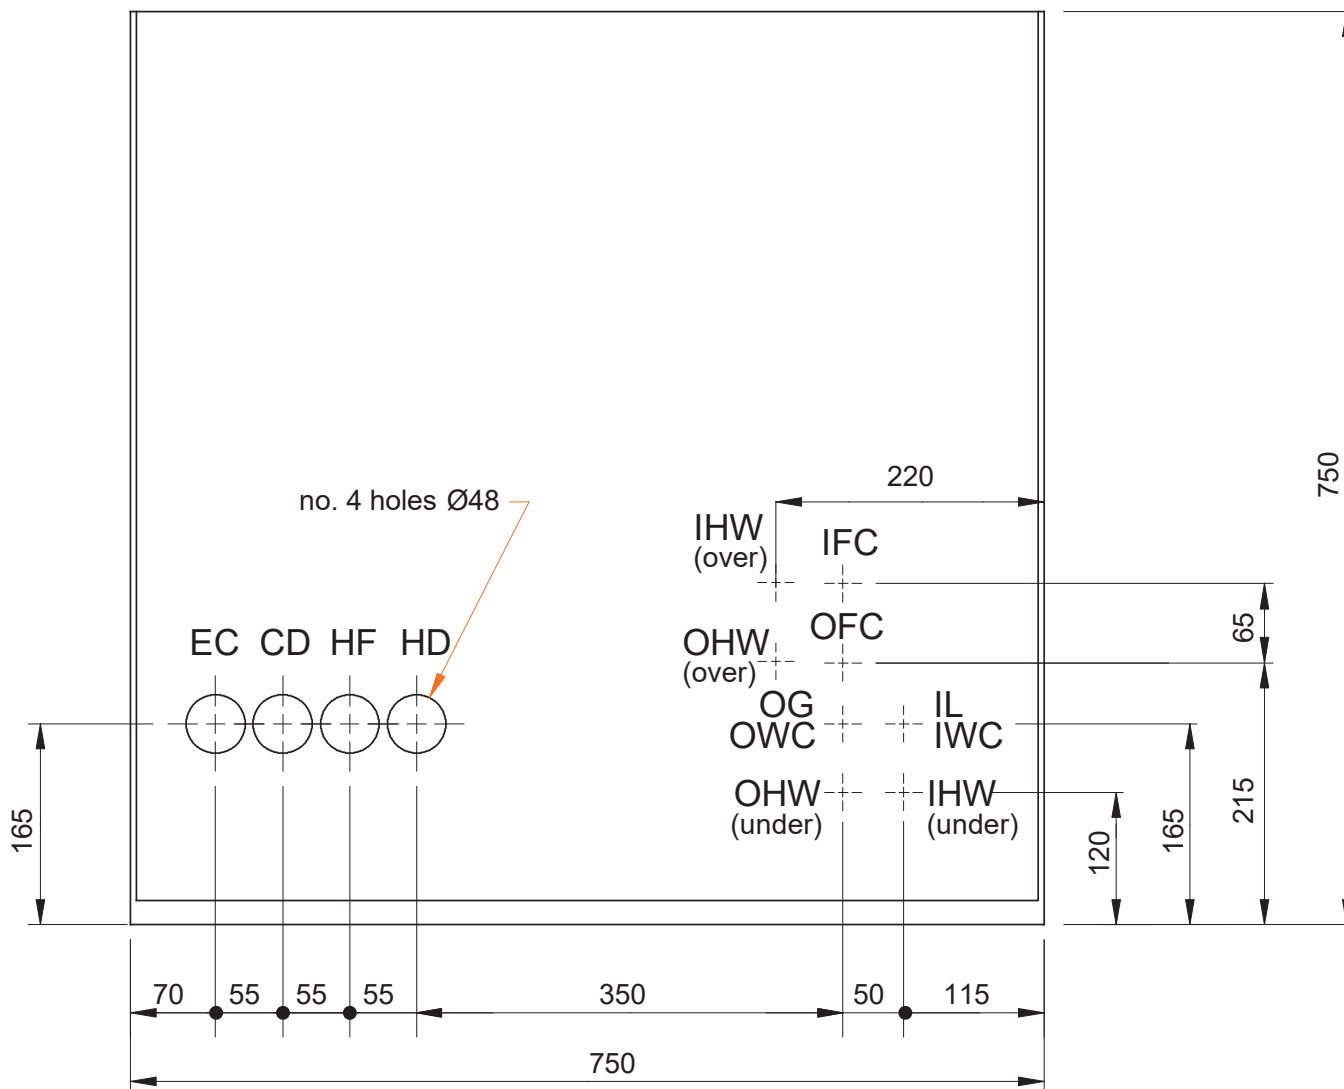 220
750
no. 4 holes Ø48
IHW
(over)
IFC
65
EC CD HF HD
OHW
(over)
OFC
OG
OWC
IL
IWC
165
OHW
(under)
IHW
(under)
120
165
215
70 55 55 55 350 50 115
750